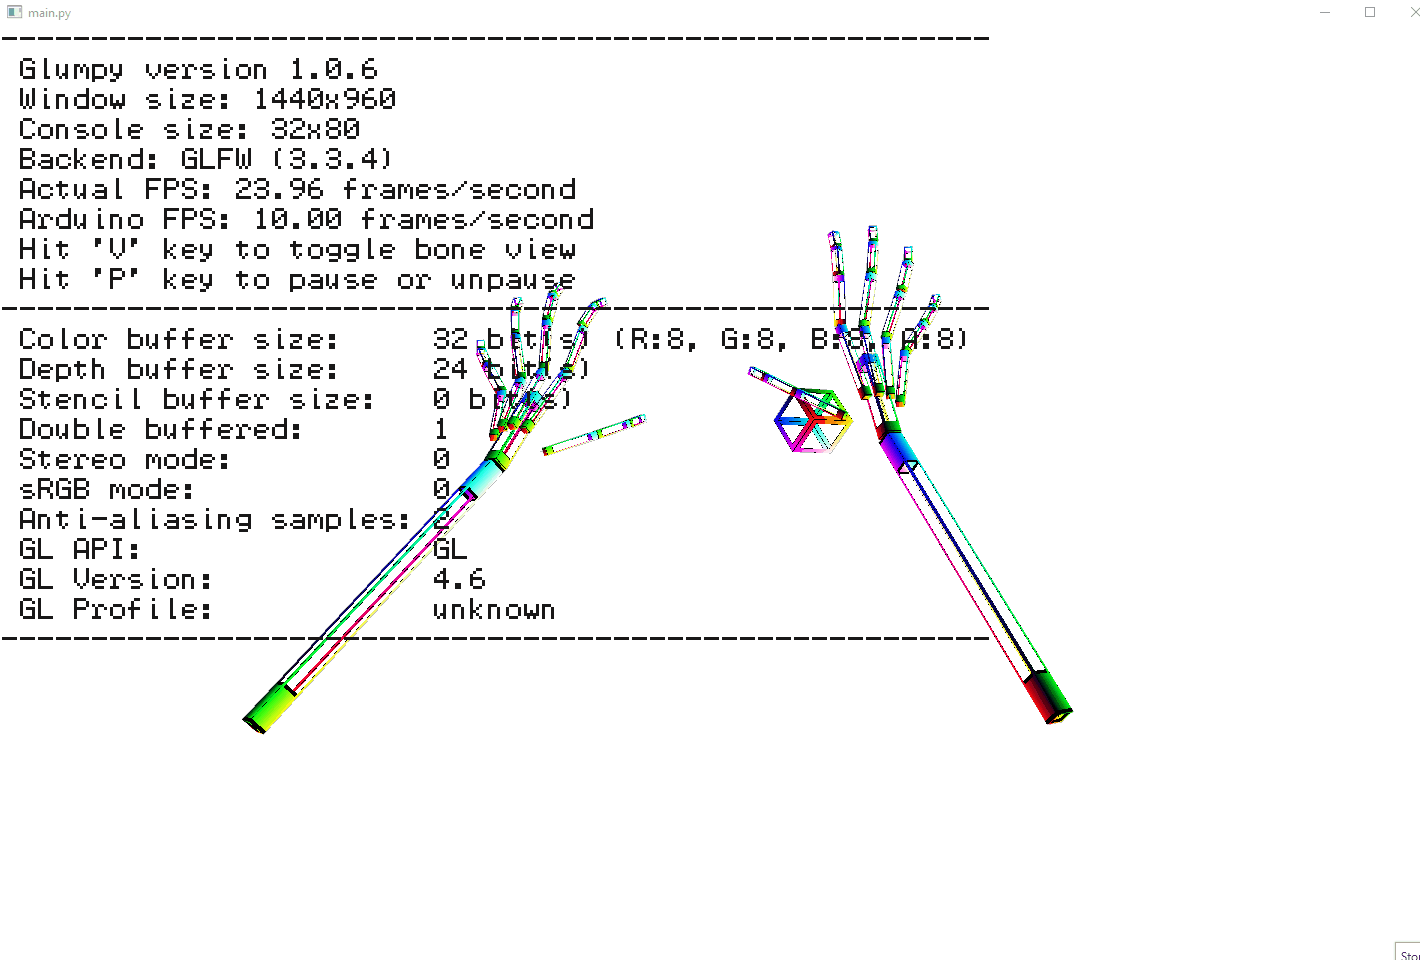 main.py
Glumpy version 1.0.6
Window size: 1440x960
Console size: 32x80
Backend: GLFW (3.3.4)
Actual FPS: 23.96 frames/second
Arduino FPS: 10.00 frames/second
Hit 'V' key to toggle bone view
Hit 'P' key to pause or unpause
Color buffer size: 32 bit(s) (R:8, G:8, B:8, A:8)
Depth buffer size: 24 bit(s)
Stencil buffer size: 0 bit(s)
Double buffered: 1
Stereo mode: 0
sRGB mode: 0
Anti-aliasing samples: 2
GL API: GL
GL Version: 4.6
GL Profile: unknown